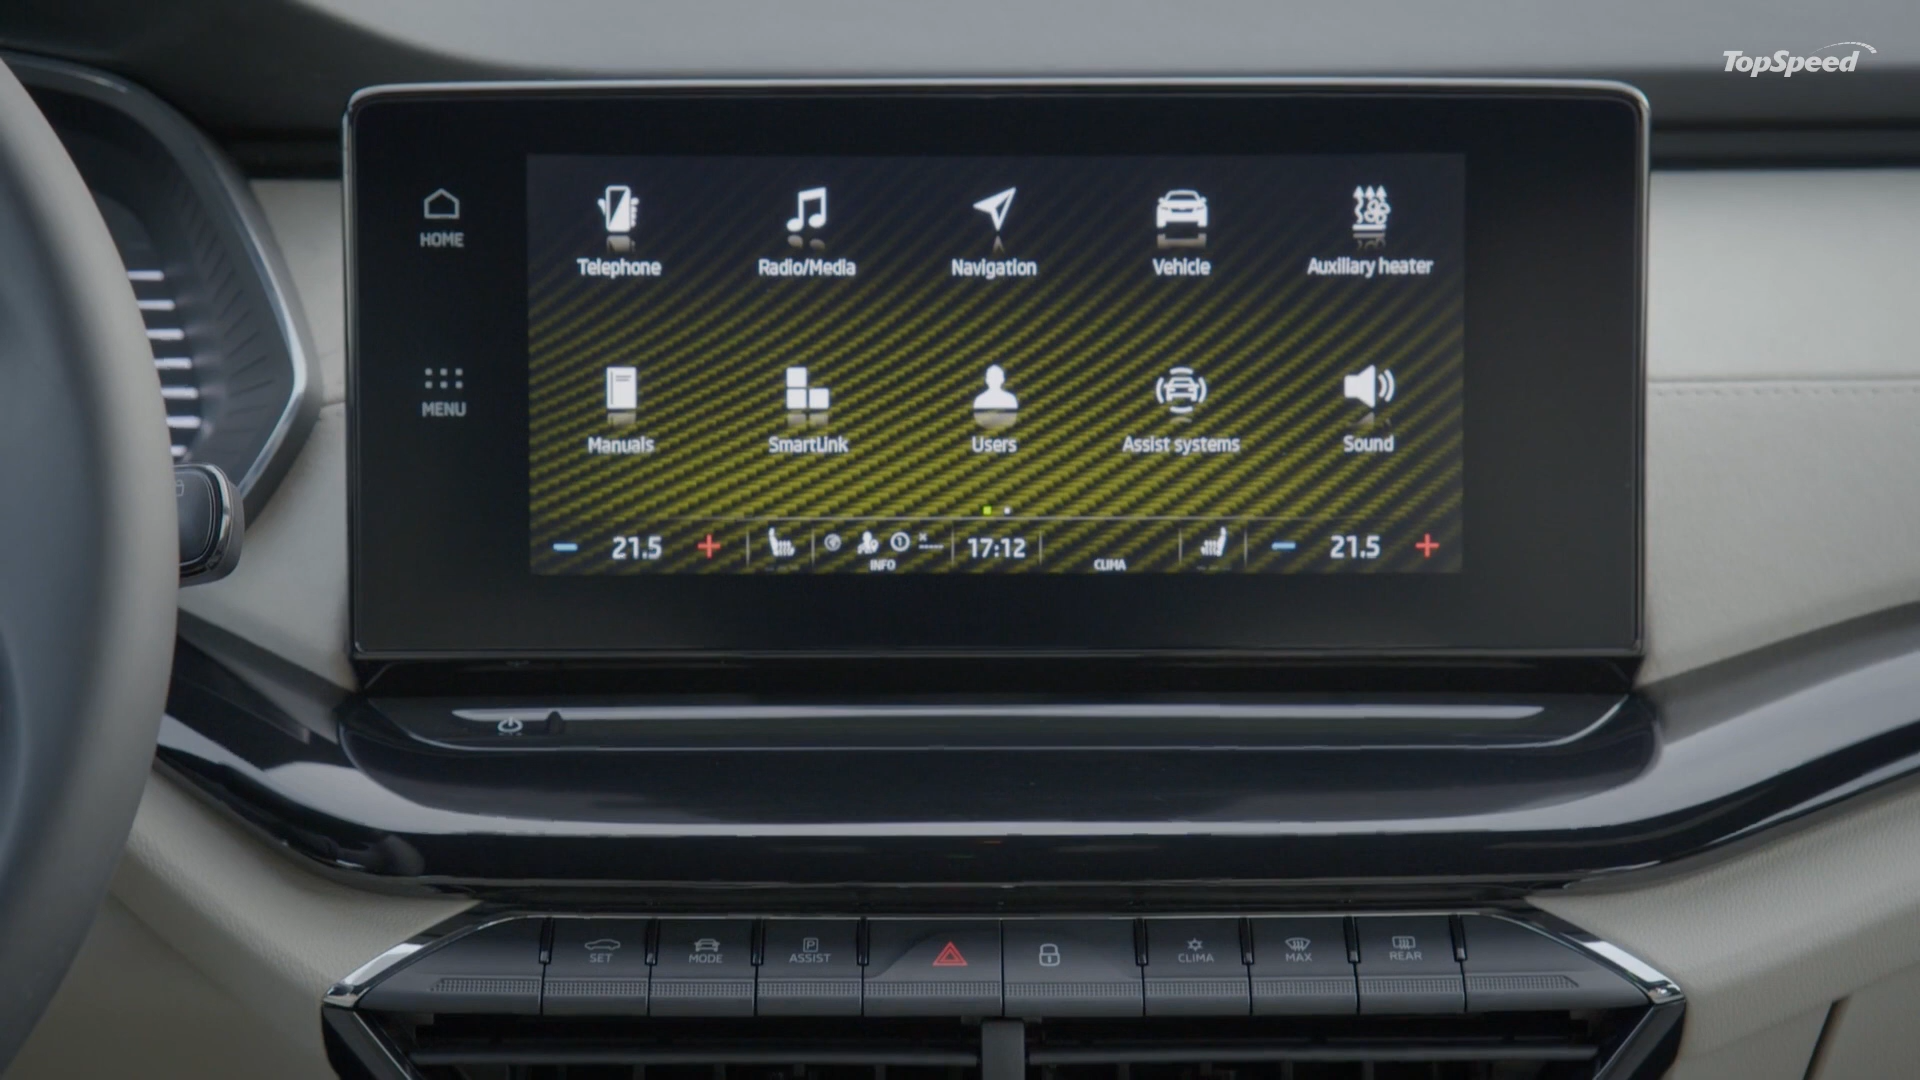 TopSpeed
HOME
Telephone
Radio/Media
Navigation
Vehicle
Auxiliary heater
MENU
Manuals
SmartLink
Users
Assist systems
Sound
21.5
17:12
21.5
INFO
CLIMA
SET
MODE
P
ASSIST
CLIMA
MAX
REAR